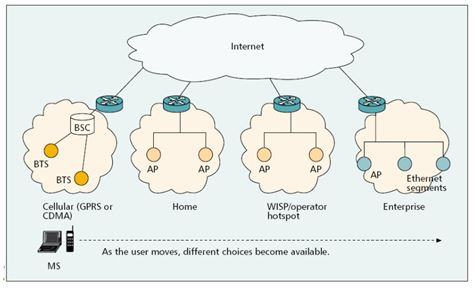 Internet
BSC
BTS
BTS
AP
AP
AP
AP
AP
Ethernet
segments
Cellular (GPRS or
CDMA)
Home
WISP/operator
hotspot
Enterprise
MS
As the user moves, different choices become available.